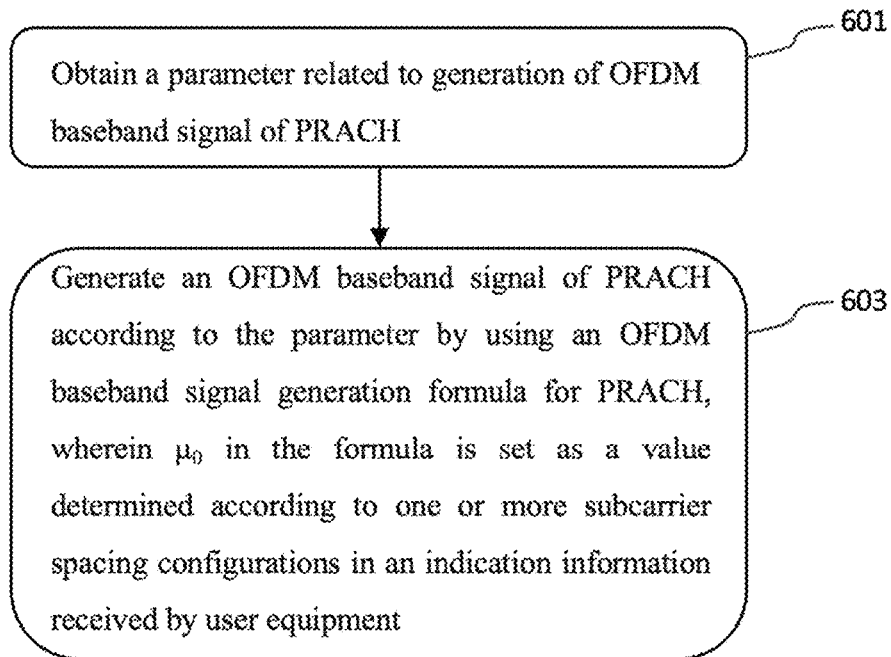 601
Obtain a parameter related to generation of OFDM
baseband signal of PRACH
603
Generate an OFDM baseband signal of PRACH
according to the parameter by using an OFDM
baseband signal generation formula for PRACH,
wherein μ₀ in the formula is set as a value
determined according to one or more subcarrier
spacing configurations in an indication information
received by user equipment